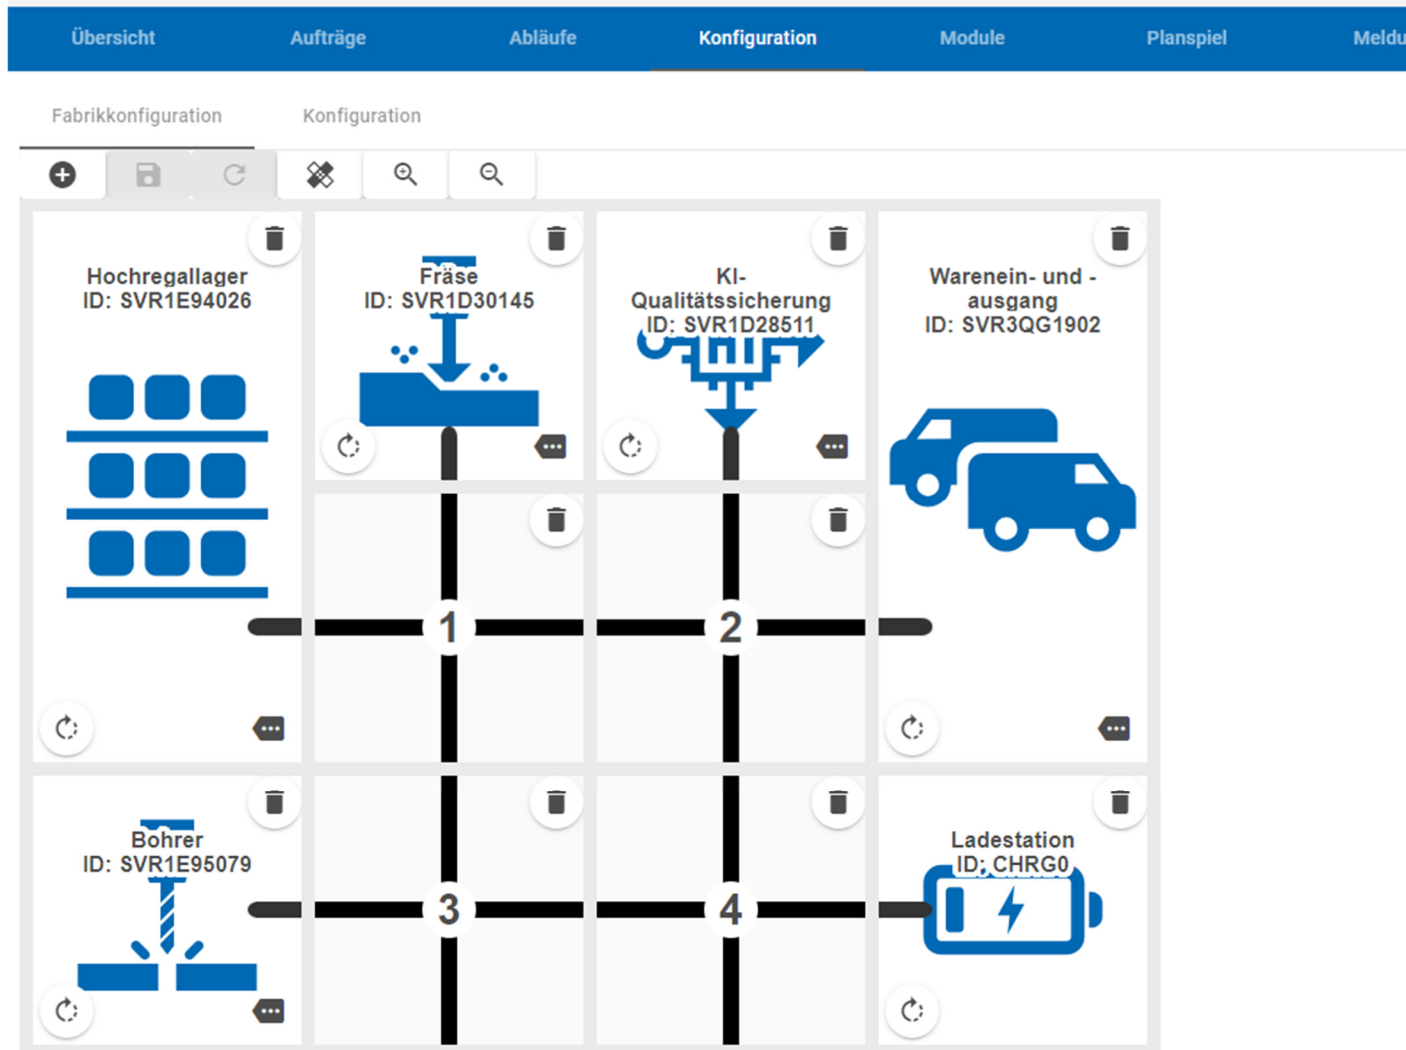 Übersicht Aufträge Abläufe Konfiguration Module Planspiel Meldu
Fabrikkonfiguration Konfiguration
Hochregallager
ID: SVR1E94026
Fräse
ID: SVR1D30145
KI-
Qualitätssicherung
ID: SVR1D28511
Warenein- und -
ausgang
ID: SVR3QG1902
1
2
Bohrer
ID: SVR1E95079
3
4
Ladestation
ID: CHRG0